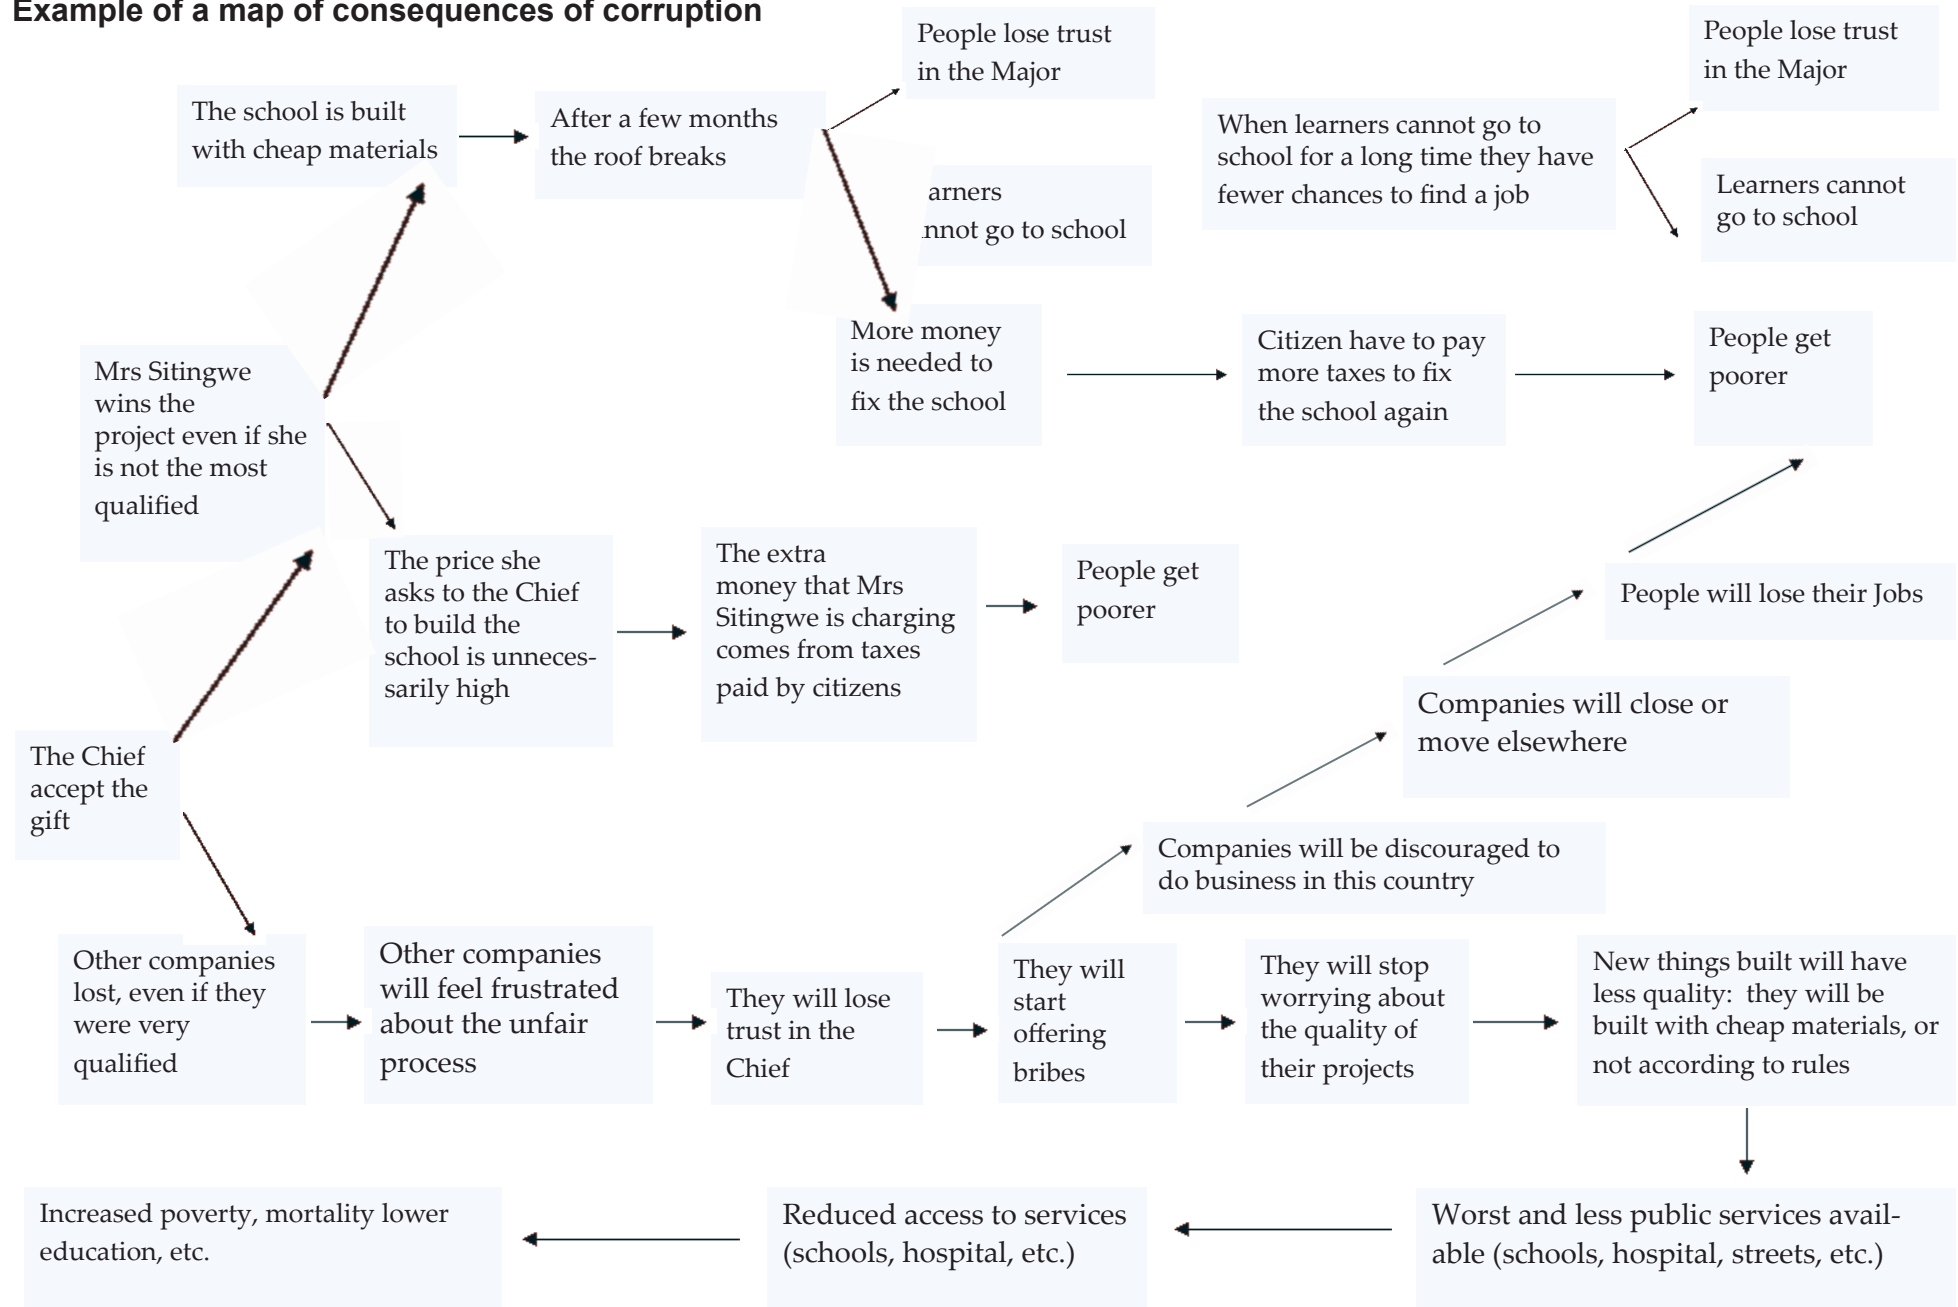 Example of a map of consequences of corruption
People lose trust
in the Major
People lose trust
in the Major
The school is built
with cheap materials
After a few months
the roof breaks
When learners cannot go to
school for a long time they have
fewer chances to find a job
arners
nnot go to school
Learners cannot
go to school
Mrs Sitingwe
wins the
project even if she
is not the most
qualified
More money
is needed to
fix the school
Citizen have to pay
more taxes to fix
the school again
People get
poorer
The price she
asks to the Chief
to build the
school is unneces-
sarily high
The extra
money that Mrs
Sitingwe is charging
comes from taxes
paid by citizens
People get
poorer
People will lose their Jobs
Companies will close or
move elsewhere
The Chief
accept the
gift
Companies will be discouraged to
do business in this country
Other companies
lost, even if they
were very
qualified
Other companies
will feel frustrated
about the unfair
process
They will lose
trust in the
Chief
They will
start
offering
bribes
They will stop
worrying about
the quality of
their projects
New things built will have
less quality:  they will be
built with cheap materials, or
not according to rules
Increased poverty, mortality lower
education, etc.
Reduced access to services
(schools, hospital, etc.)
Worst and less public services avail-
able (schools, hospital, streets, etc.)